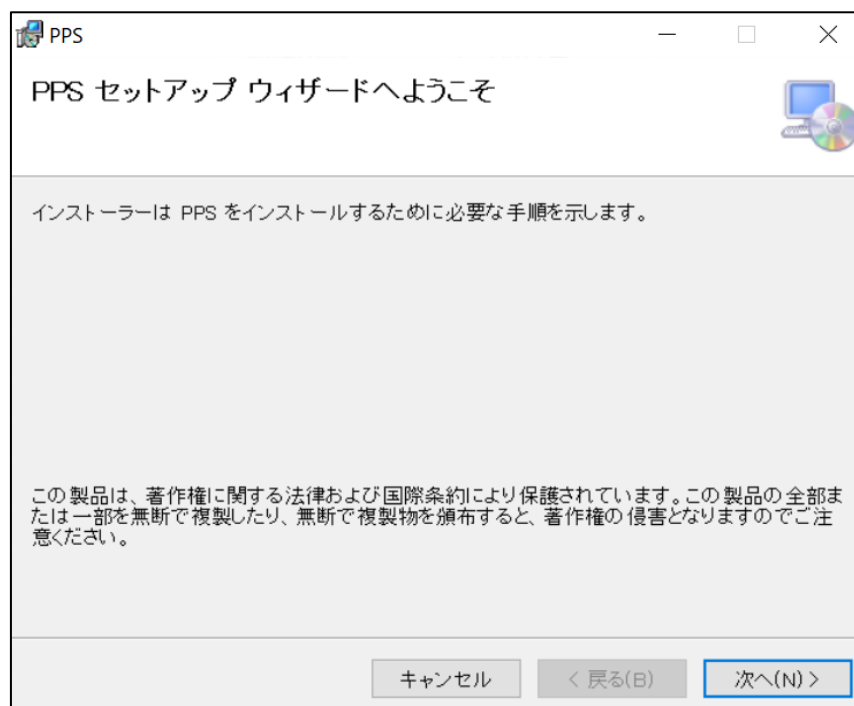 PPS
PPS セットアップ ウィザードへようこそ
インストーラーは PPS をインストールするために必要な手順を示します。
この製品は、著作権に関する法律および国際条約により保護されています。この製品の全部ま
たは一部を無断で複製したり、無断で複製物を頒布すると、著作権の侵害となりますのでご注
意ください。
キャンセル
< 戻る(B)
次へ(N) >